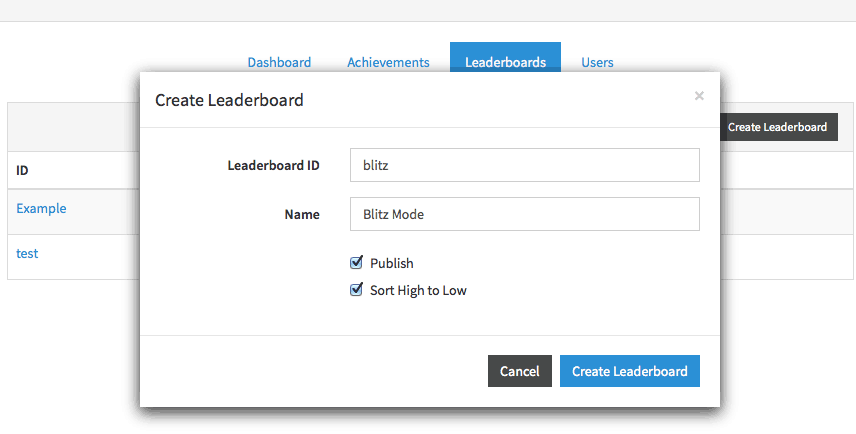 Dashboard Achievements Leaderboards Users
Create Leaderboard ×
Create Leaderboard
Leaderboard ID blitz
ID
Example
Name Blitz Mode
test
Publish
Sort High to Low
Cancel Create Leaderboard